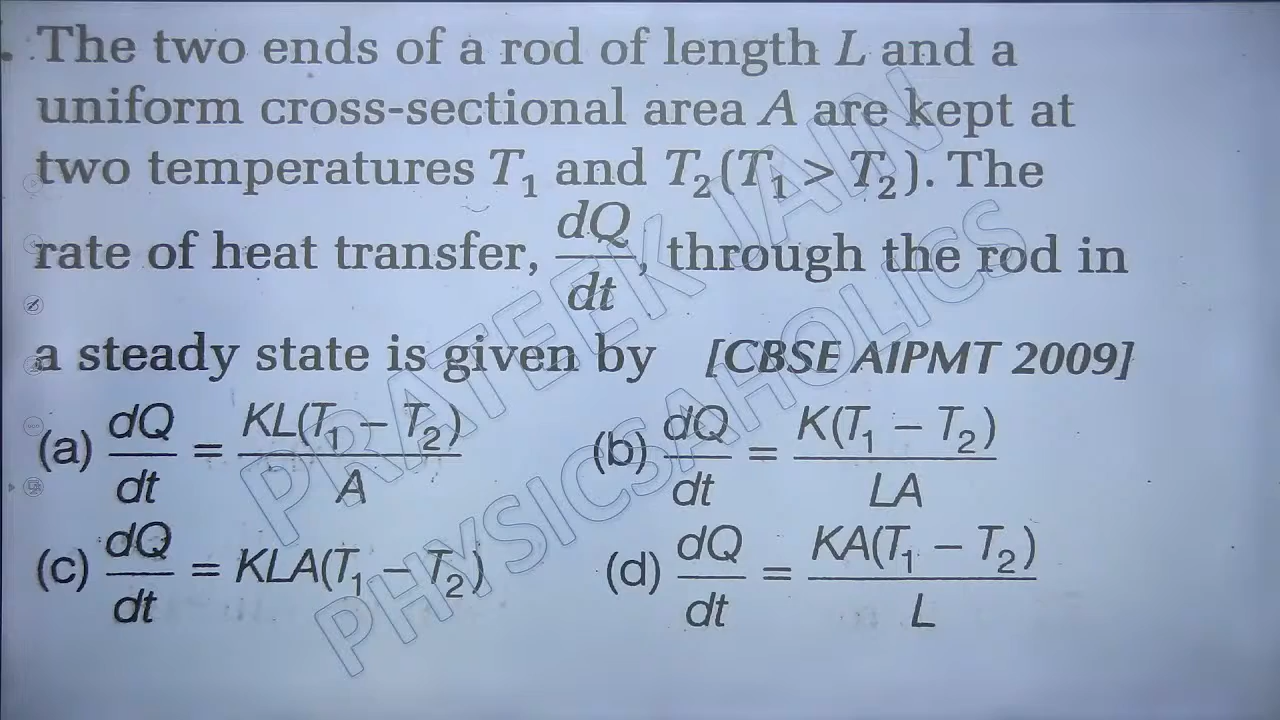 . The two ends of a rod of length L and a
uniform cross-sectional area A are kept at
two temperatures T₁ and T₂(T₁ > T₂). The
rate of heat transfer, dQ/dt, through the rod in
a steady state is given by [CBSE AIPMT 2009]
(a) dQ/dt = KL(T₁ − T₂)/A (b) dQ/dt = K(T₁ − T₂)/LA
(c) dQ/dt = KLA(T₁ − T₂) (d) dQ/dt = KA(T₁ − T₂)/L
PRATEEK JAIN
PHYSICSAHOLICS